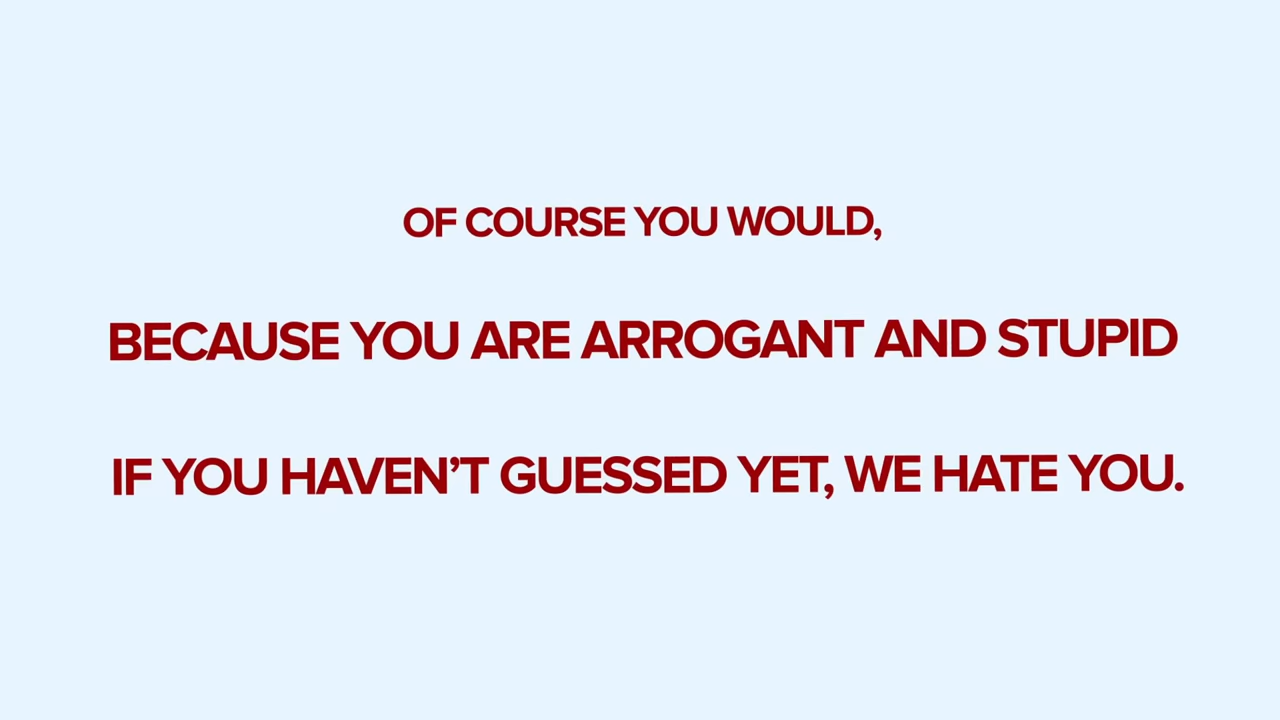 OF COURSE YOU WOULD,
BECAUSE YOU ARE ARROGANT AND STUPID
IF YOU HAVEN’T GUESSED YET, WE HATE YOU.